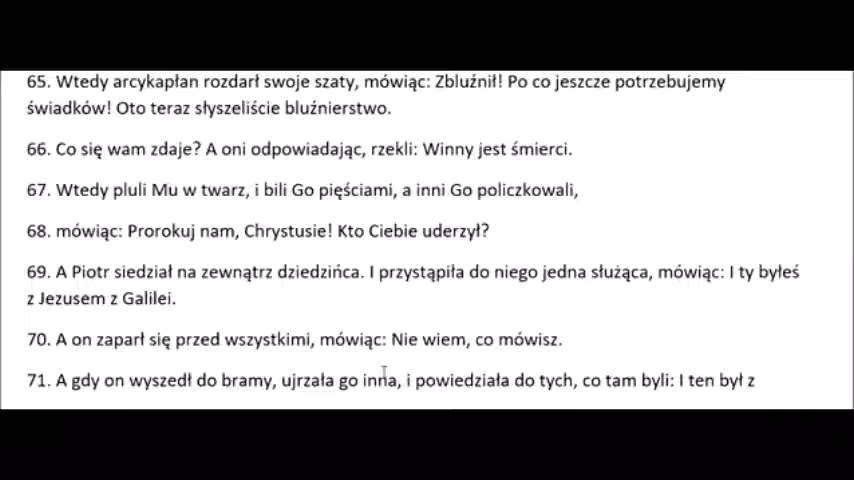 65. Wtedy arcykapłan rozdarł swoje szaty, mówiąc: Zbluźnił! Po co jeszcze potrzebujemy
świadków! Oto teraz słyszeliście bluźnierstwo.
66. Co się wam zdaje? A oni odpowiadając, rzekli: Winny jest śmierci.
67. Wtedy pluli Mu w twarz, i bili Go pięściami, a inni Go policzkowali,
68. mówiąc: Prorokuj nam, Chrystusie! Kto Ciebie uderzył?
69. A Piotr siedział na zewnątrz dziedzińca. I przystąpiła do niego jedna służąca, mówiąc: I ty byłeś
z Jezusem z Galilei.
70. A on zaparł się przed wszystkimi, mówiąc: Nie wiem, co mówisz.
71. A gdy on wyszedł do bramy, ujrzała go inna, i powiedziała do tych, co tam byli: I ten był z